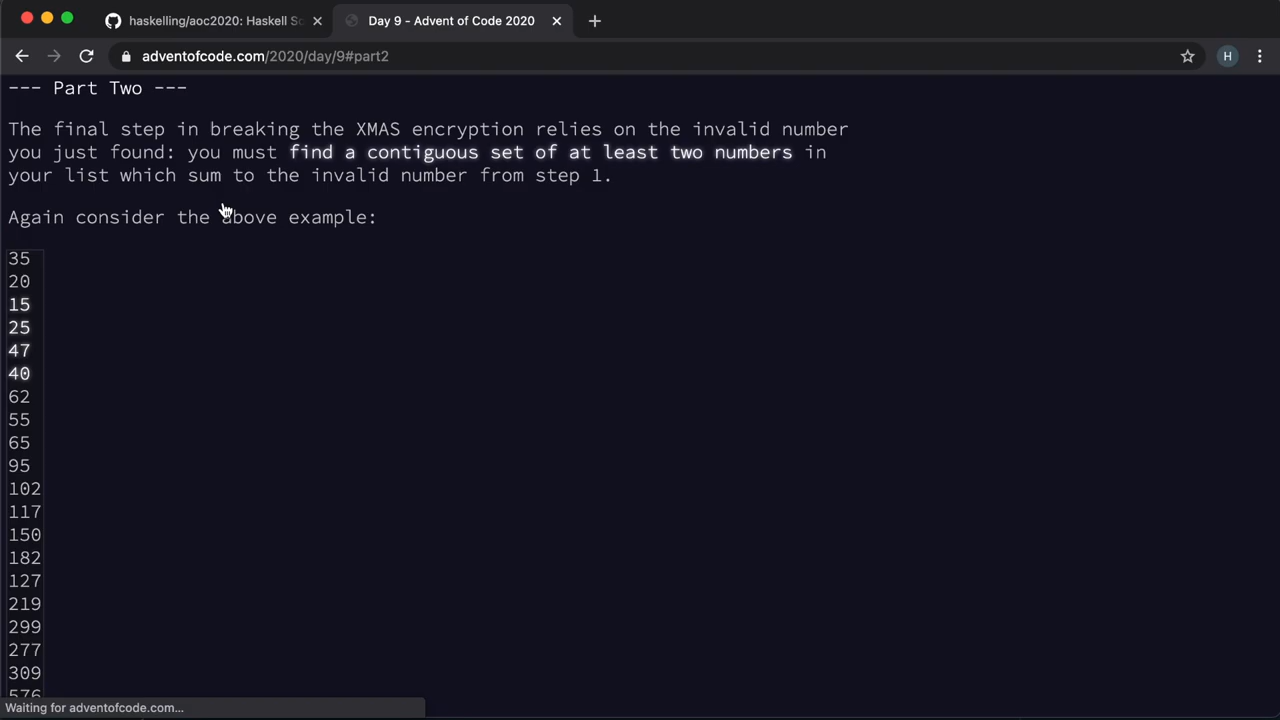 haskelling/aoc2020: Haskell So
Day 9 - Advent of Code 2020
adventofcode.com/2020/day/9#part2
H
--- Part Two ---
The final step in breaking the XMAS encryption relies on the invalid number
you just found: you must find a contiguous set of at least two numbers in
your list which sum to the invalid number from step 1.
Again consider the above example:
35
20
15
25
47
40
62
55
65
95
102
117
150
182
127
219
299
277
309
576
Waiting for adventofcode.com...